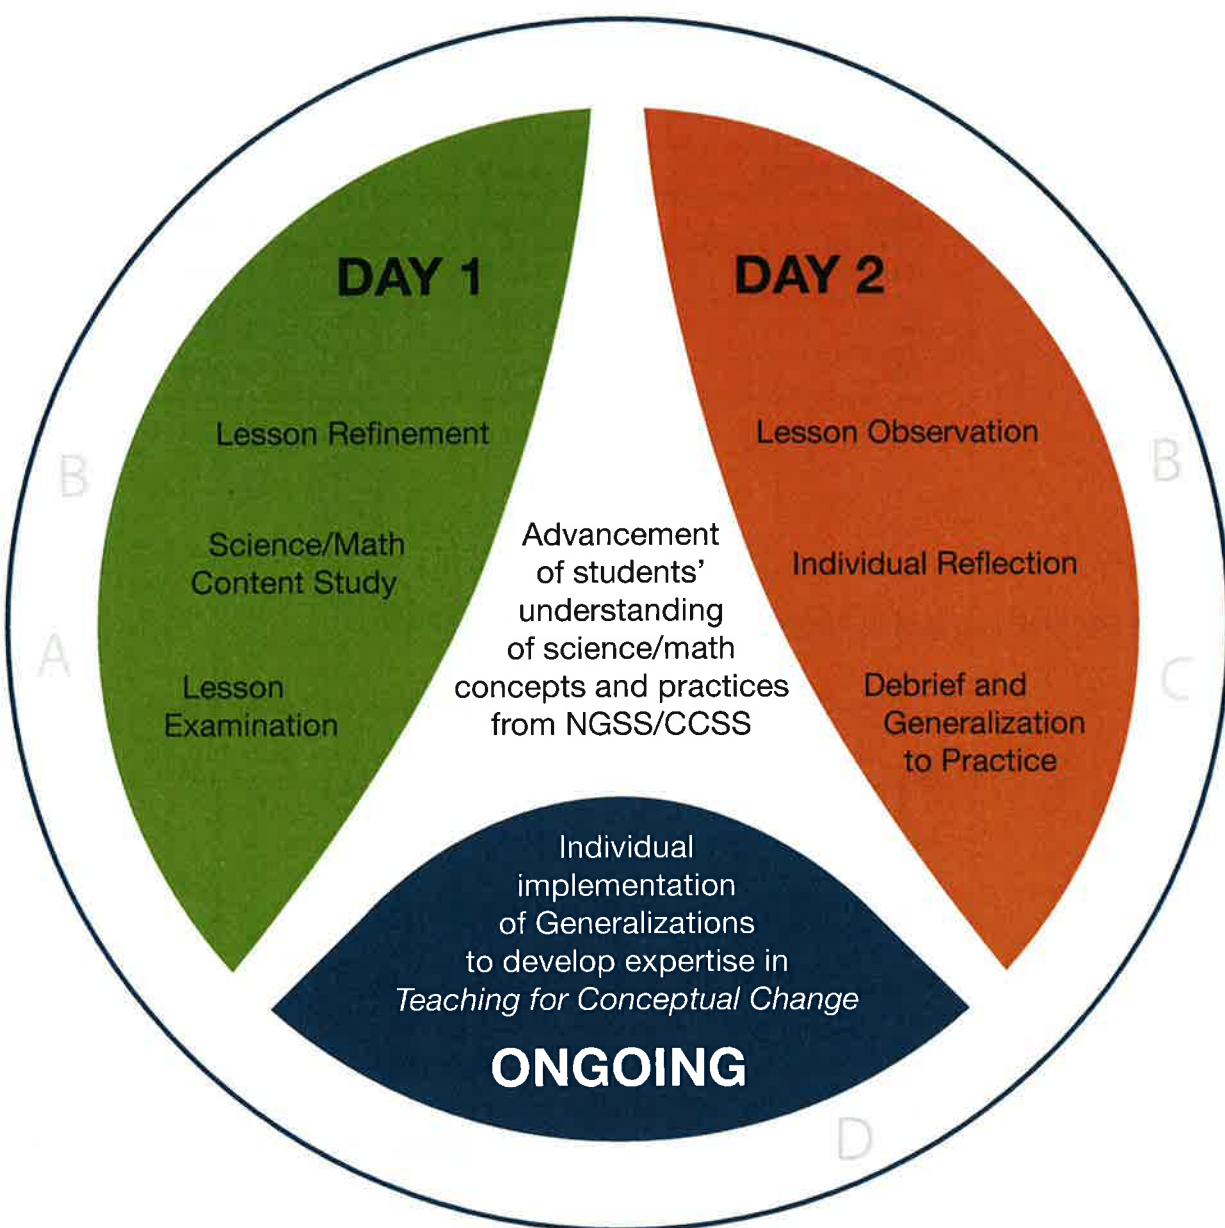 DAY 1
Lesson Refinement
Science/Math
Content Study
Lesson
Examination
B
A
DAY 2
Lesson Observation
Individual Reflection
Debrief and
Generalization
to Practice
B
C
Advancement
of students’
understanding
of science/math
concepts and practices
from NGSS/CCSS
Individual
implementation
of Generalizations
to develop expertise in
Teaching for Conceptual Change
ONGOING
D